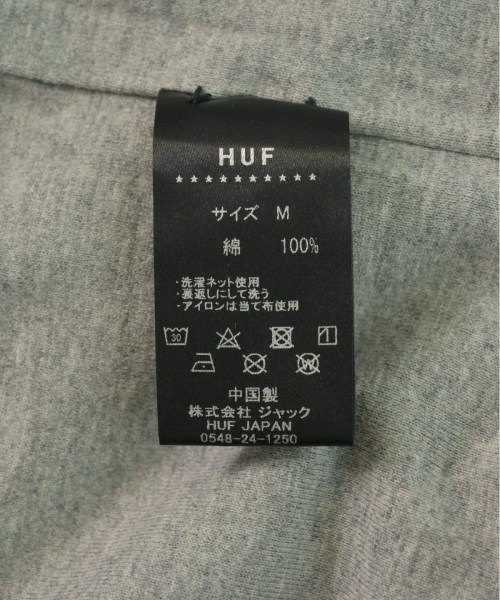 HUF
サイズ M
綿 100%
・洗濯ネット使用
・裏返しにして洗う
・アイロンは当て布使用
30
W
中国製
株式会社 ジャック
HUF JAPAN
0548-24-1250